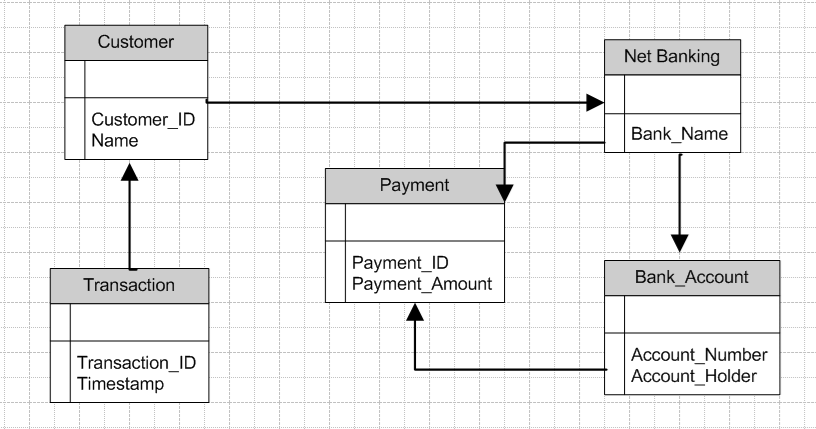 Customer
Customer_ID
Name
Net Banking
Bank_Name
Payment
Payment_ID
Payment_Amount
Transaction
Transaction_ID
Timestamp
Bank_Account
Account_Number
Account_Holder